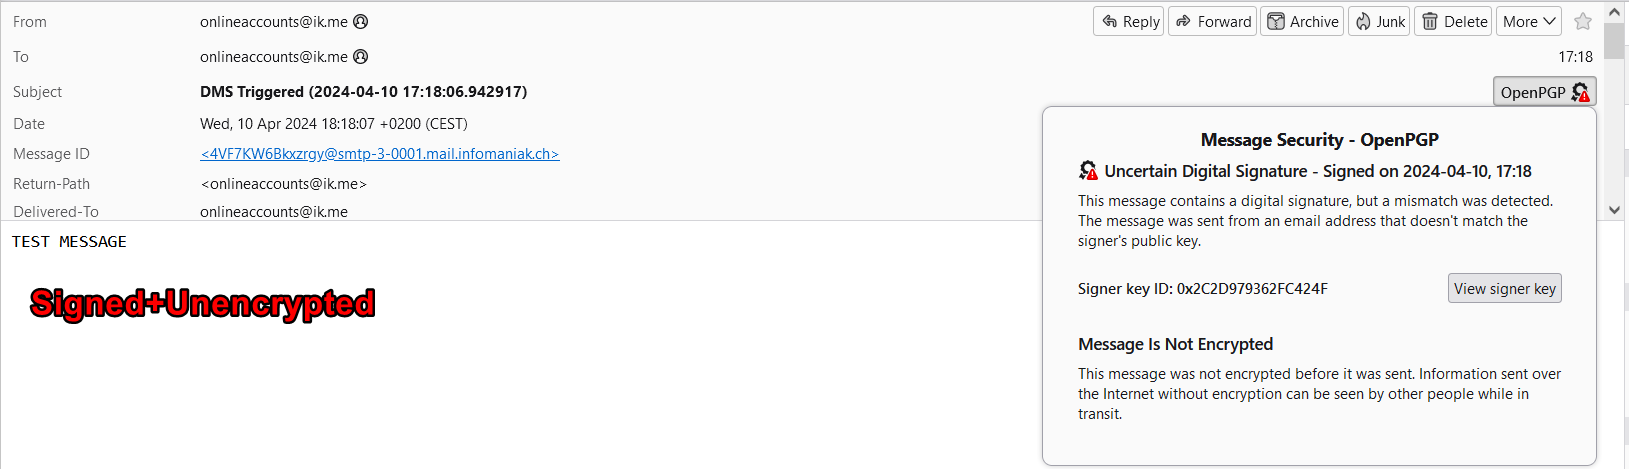 From onlineaccounts@ik.me Reply Forward Archive Junk Delete More
To onlineaccounts@ik.me 17:18
Subject DMS Triggered (2024-04-10 17:18:06.942917) OpenPGP
Date Wed, 10 Apr 2024 18:18:07 +0200 (CEST)
Message ID <4VF7KW6Bkxzrgy@smtp-3-0001.mail.infomaniak.ch>
Return-Path <onlineaccounts@ik.me>
Delivered-To onlineaccounts@ik.me
TEST MESSAGE
Signed+Unencrypted
Message Security - OpenPGP
Uncertain Digital Signature - Signed on 2024-04-10, 17:18
This message contains a digital signature, but a mismatch was detected.
The message was sent from an email address that doesn't match the
signer's public key.
Signer key ID: 0x2C2D979362FC424F View signer key
Message Is Not Encrypted
This message was not encrypted before it was sent. Information sent over
the Internet without encryption can be seen by other people while in
transit.